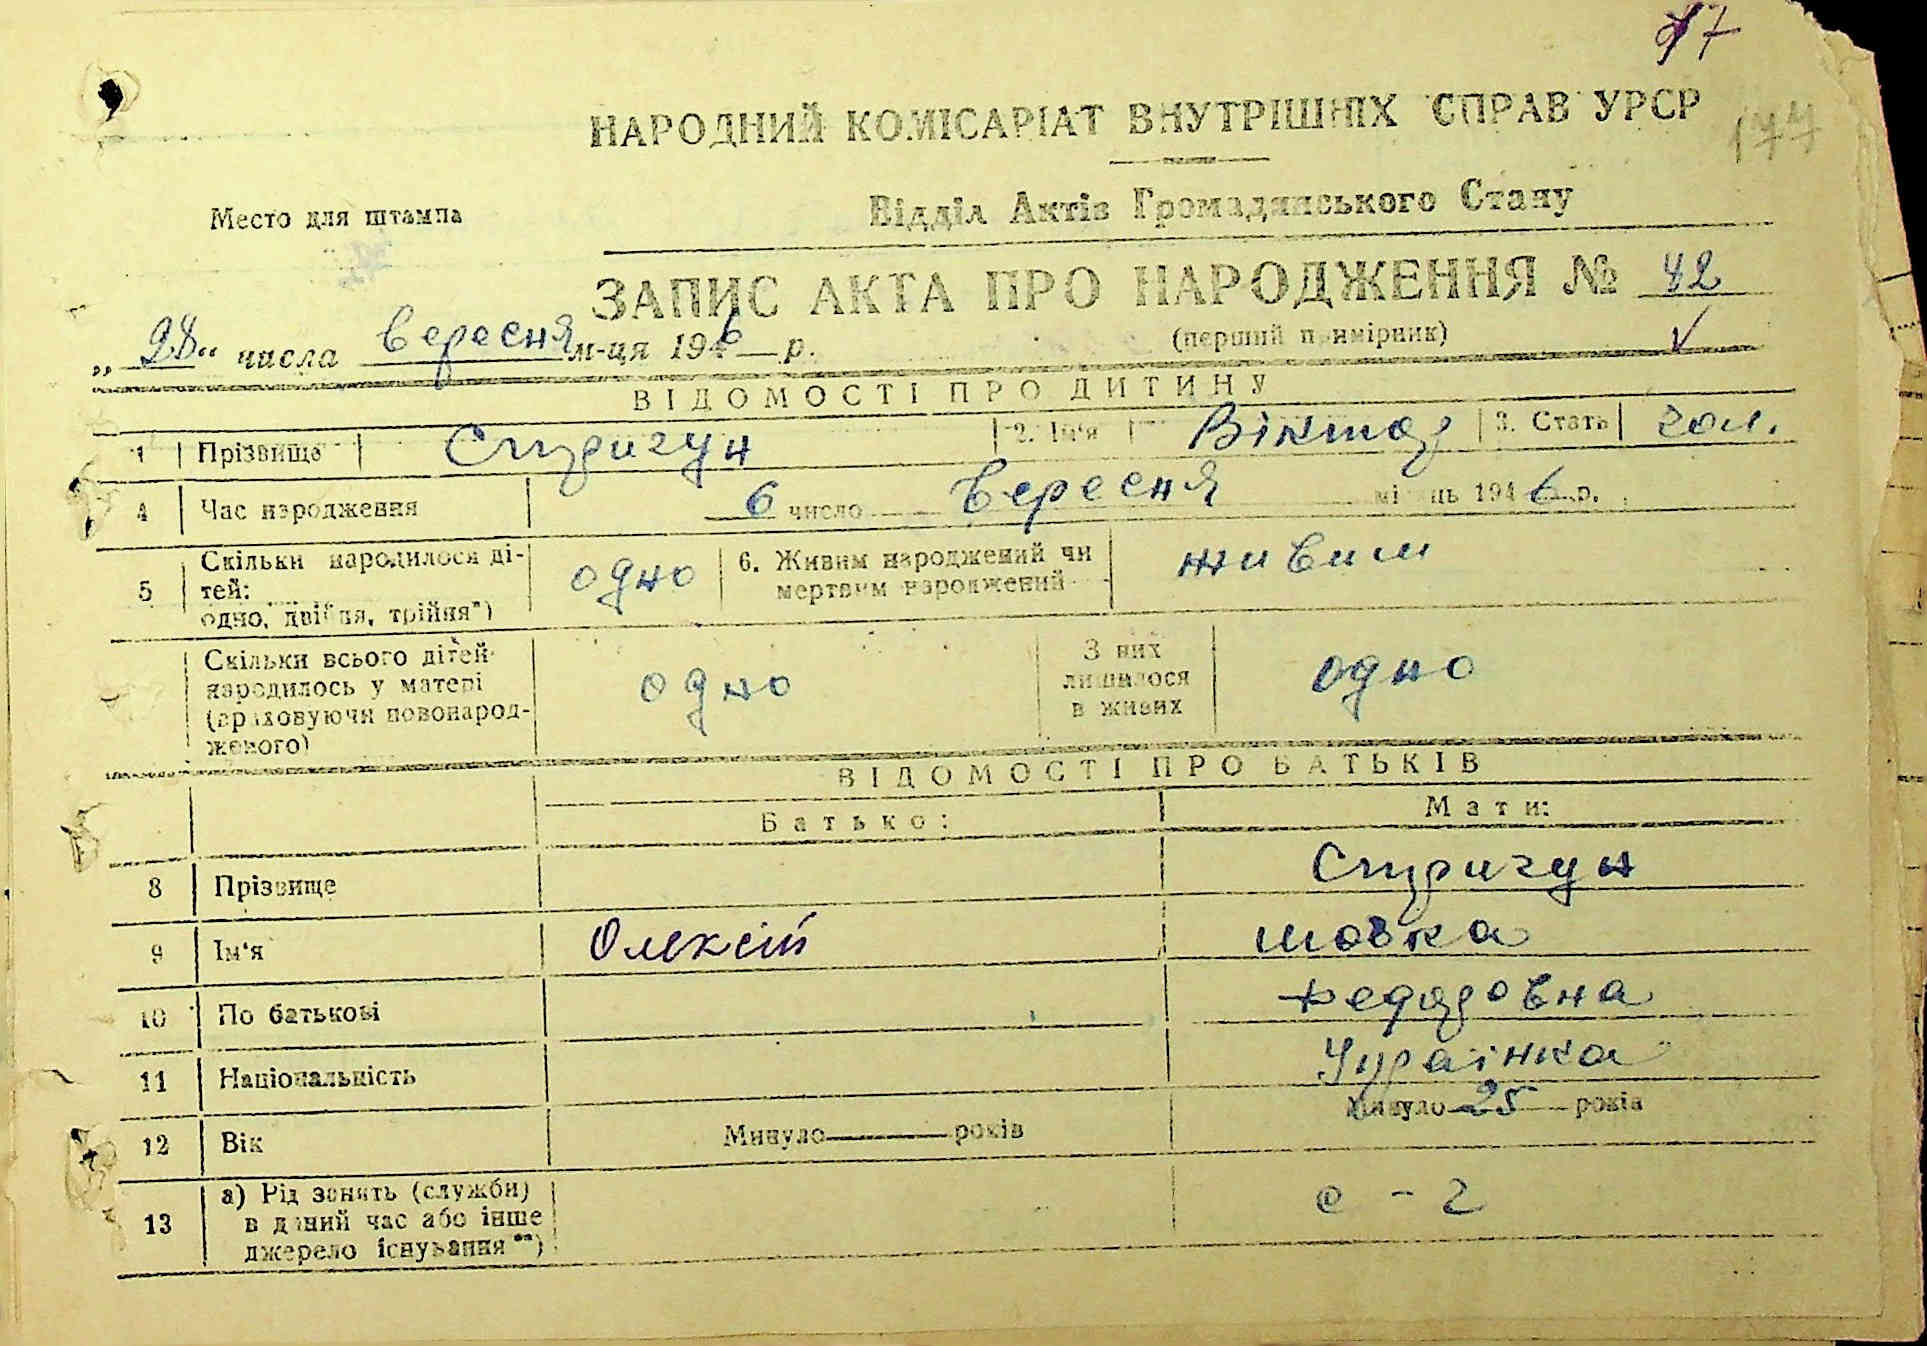 17
177
НАРОДНИЙ КОМІСАРІАТ ВНУТРІШНІХ СПРАВ УРСР
Відділ Актів Громадянського Стану
Место для штампа
ЗАПИС АКТА ПРО НАРОДЖЕННЯ № 42
(перший примірник)
„28" числа вересня м-ця 1946 р.
ВІДОМОСТІ ПРО ДИТИНУ
1 Прізвище Стригун 2. Ім'я Віктор 3. Стать чол.
4 Час народження 6 число вересня місяць 1946 р.
5 Скільки народилося дітей: одно, двійня, трійня*) одно 6. Живим народжений чи мертвим народжений живим
Скільки всього дітей народилось у матері (враховуючи новонародженого) одно З них лишилося в живих одно
ВІДОМОСТІ ПРО БАТЬКІВ
Батько: Мати:
8 Прізвище Стригун
9 Ім'я Олексій
10 По батькові Федоровна
11 Національність Українка
12 Вік Минуло років Минуло 25 років
13 а) Рід занять (служби) в даний час або інше джерело існування**) с - г